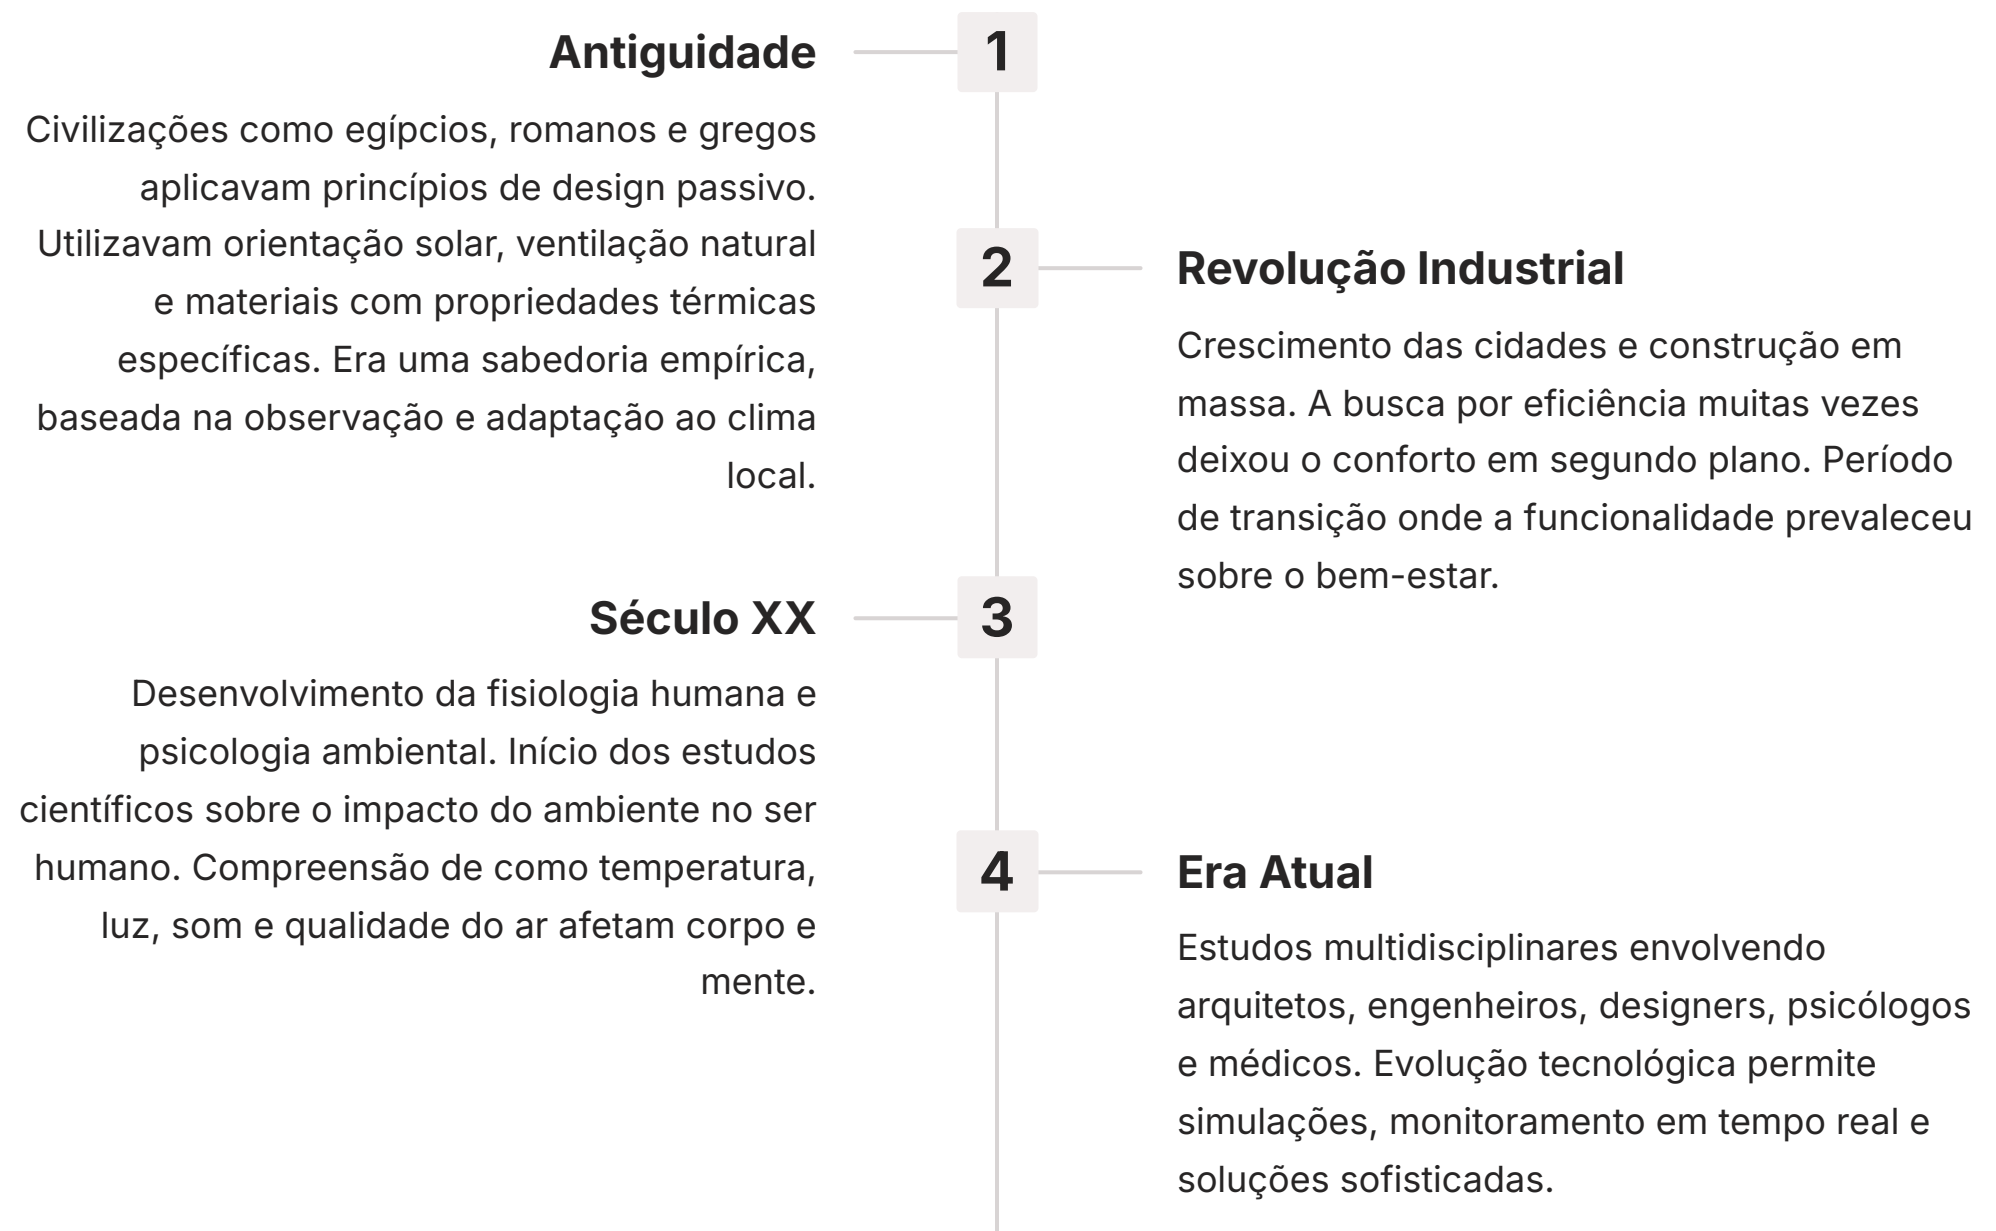 Antiguidade
1
Civilizações como egípcios, romanos e gregos
aplicavam princípios de design passivo.
Utilizavam orientação solar, ventilação natural
e materiais com propriedades térmicas
específicas. Era uma sabedoria empírica,
baseada na observação e adaptação ao clima
local.
2
Revolução Industrial
Crescimento das cidades e construção em
massa. A busca por eficiência muitas vezes
deixou o conforto em segundo plano. Período
de transição onde a funcionalidade prevaleceu
sobre o bem-estar.
Século XX
3
Desenvolvimento da fisiologia humana e
psicologia ambiental. Início dos estudos
científicos sobre o impacto do ambiente no ser
humano. Compreensão de como temperatura,
luz, som e qualidade do ar afetam corpo e
mente.
4
Era Atual
Estudos multidisciplinares envolvendo
arquitetos, engenheiros, designers, psicólogos
e médicos. Evolução tecnológica permite
simulações, monitoramento em tempo real e
soluções sofisticadas.